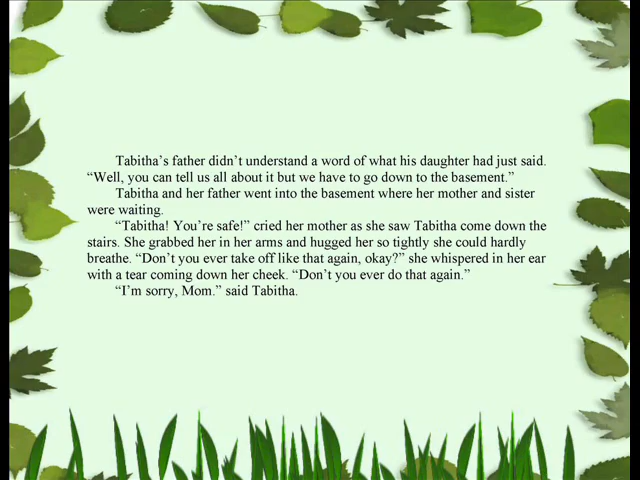 Tabitha’s father didn’t understand a word of what his daughter had just said.
“Well, you can tell us all about it but we have to go down to the basement.”
Tabitha and her father went into the basement where her mother and sister
were waiting.
“Tabitha! You’re safe!” cried her mother as she saw Tabitha come down the
stairs. She grabbed her in her arms and hugged her so tightly she could hardly
breathe. “Don’t you ever take off like that again, okay?” she whispered in her ear
with a tear coming down her cheek. “Don’t you ever do that again.”
“I’m sorry, Mom.” said Tabitha.